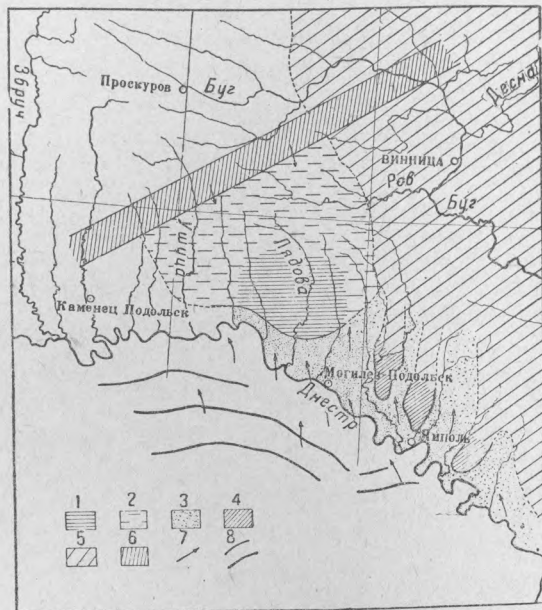 Збруч
Проскуров
Буг
Десна
ВИННИЦА
Ров
Буг
Ушица
Лядова
Каменец Подольск
Могилев-Подольск
Днестр
Ямполь
1 2 3 4
5 6 7 8